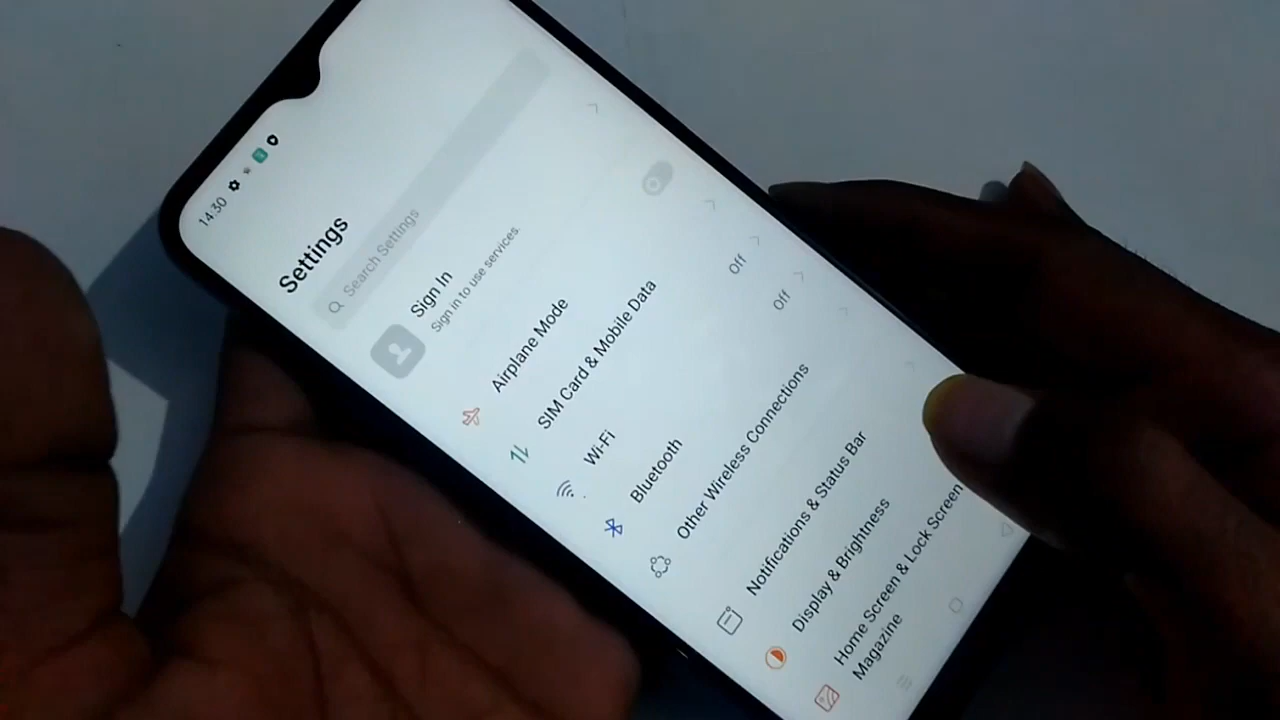 14:30
Settings
Search Settings
Sign In
Sign in to use services.
Airplane Mode
SIM Card & Mobile Data
Wi-Fi Off
Bluetooth Off
Other Wireless Connections
Notifications & Status Bar
Display & Brightness
Home Screen & Lock Screen
Magazine